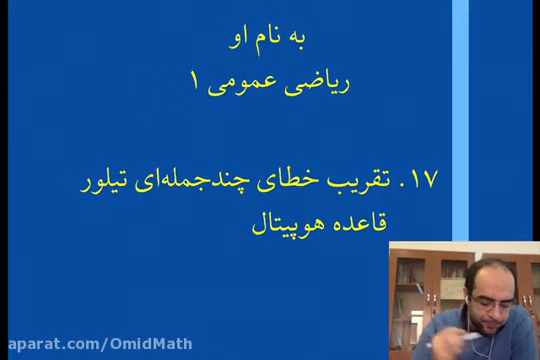 به نام او
ریاضی عمومی ۱
۱۷. تقریب خطای چندجمله‌ای تیلور
قاعده هوپیتال
aparat.com/OmidMath